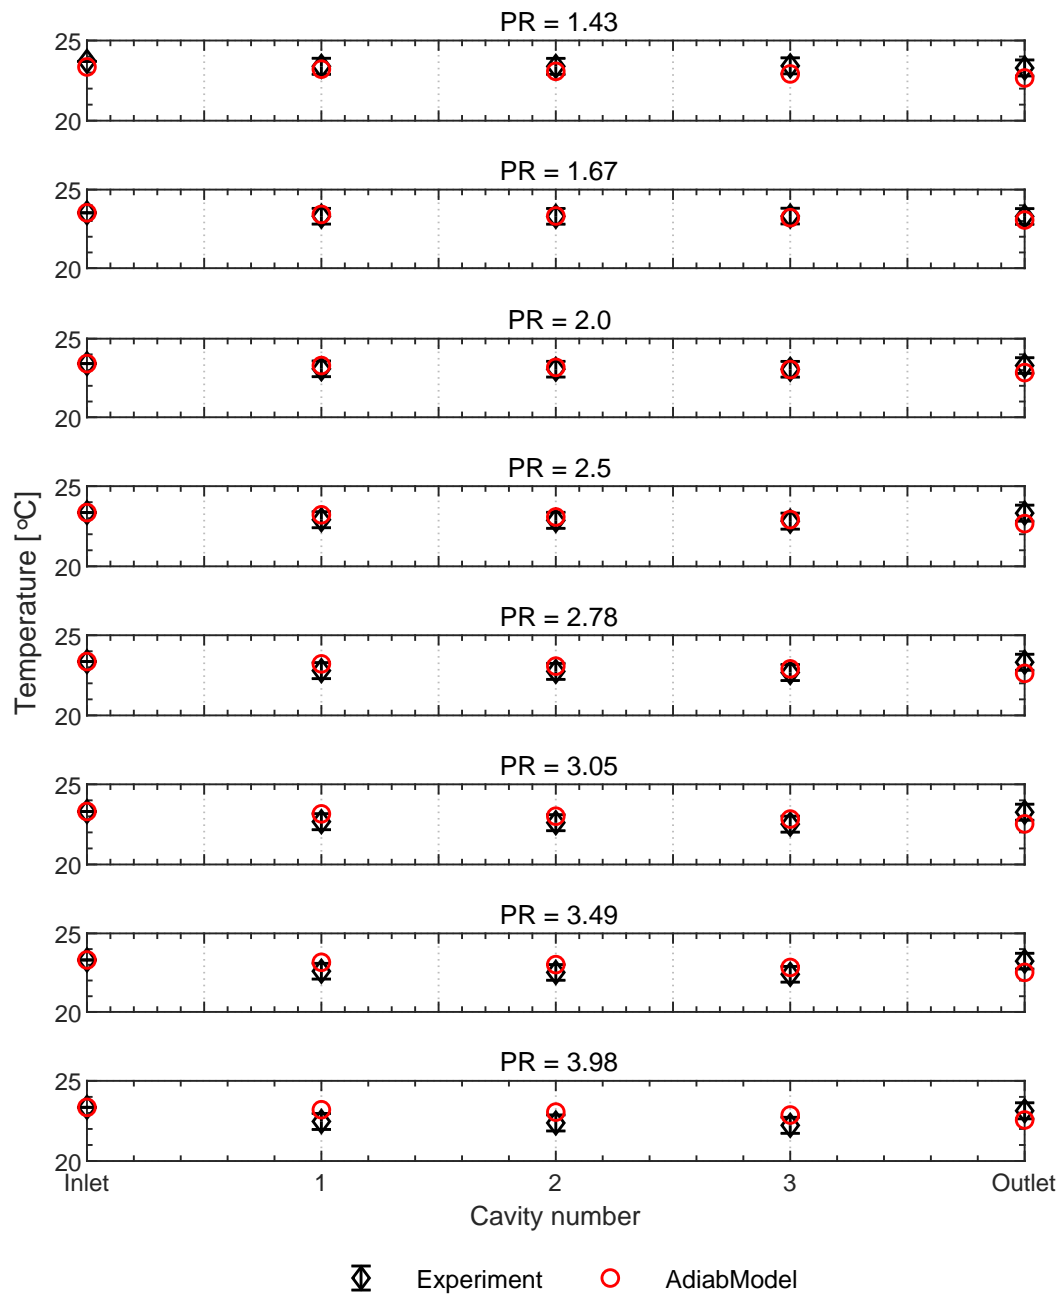 PR = 1.43
25
20
PR = 1.67
25
20
PR = 2.0
25
20
PR = 2.5
25
20
PR = 2.78
25
20
PR = 3.05
25
20
PR = 3.49
25
20
PR = 3.98
25
20
Temperature [°C]
Inlet 1 2 3 Outlet
Cavity number
Experiment AdiabModel